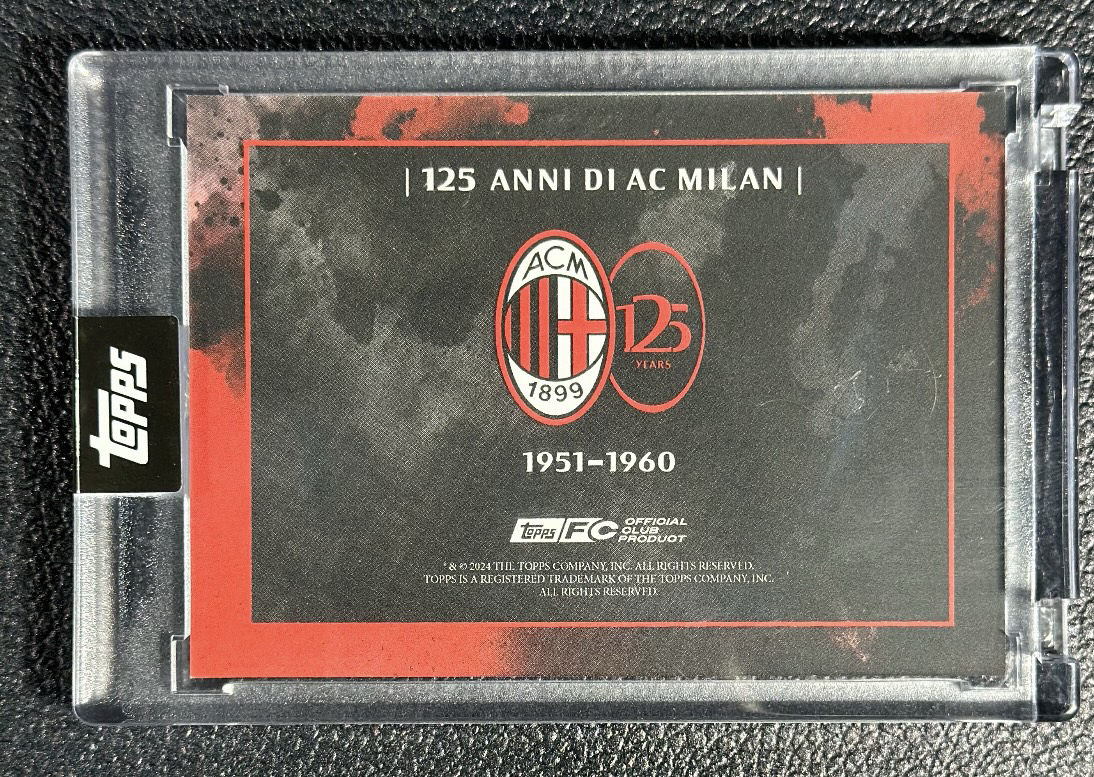 | 125 ANNI DI AC MILAN |
ACM
1899
125
YEARS
1951-1960
topps FC OFFICIAL
CLUB
PRODUCT
* & © 2024 THE TOPPS COMPANY, INC. ALL RIGHTS RESERVED.
TOPPS IS A REGISTERED TRADEMARK OF THE TOPPS COMPANY, INC.
ALL RIGHTS RESERVED.
topps